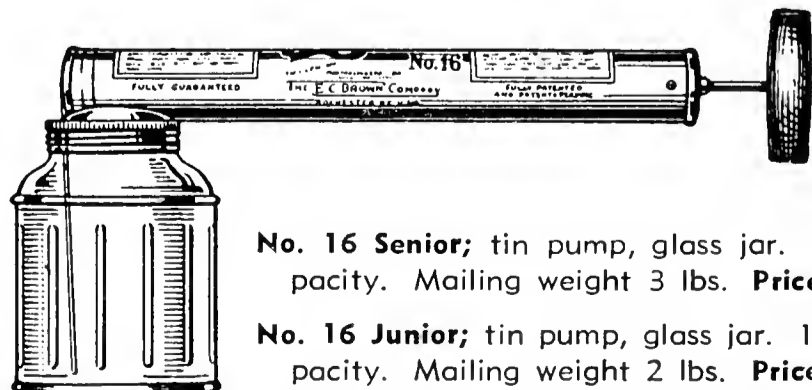 No.16
FULLY GUARANTEED
THE E.C. BROWN COMPANY
ROCHESTER N.Y. U.S.A.
FULLY PATENTED
No. 16 Senior; tin pump, glass jar.
pacity. Mailing weight 3 lbs. Price
No. 16 Junior; tin pump, glass jar. 1
pacity. Mailing weight 2 lbs. Price